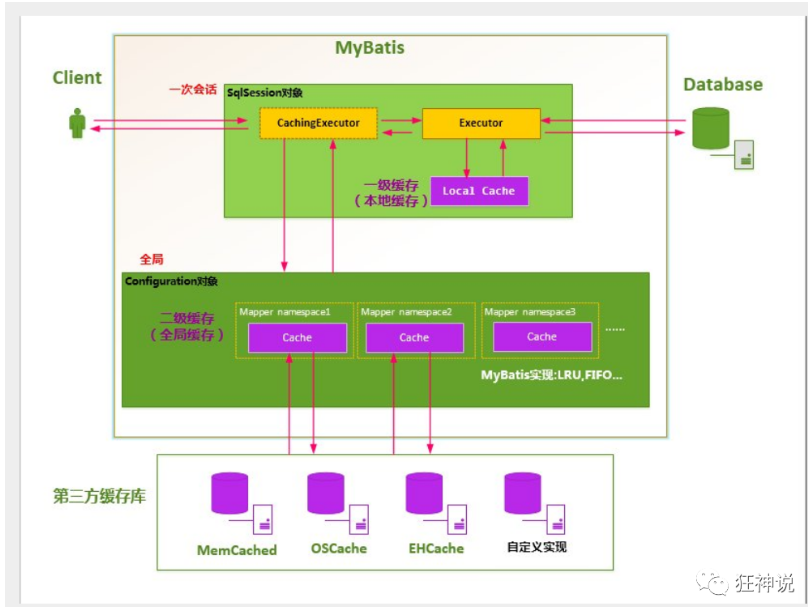 MyBatis
Client
一次会话
SqlSession对象
Database
CachingExecutor
Executor
一级缓存
（本地缓存）
Local Cache
全局
Configuration对象
二级缓存
（全局缓存）
Mapper namespace1
Mapper namespace2
Mapper namespace3
Cache
Cache
Cache
......
MyBatis实现:LRU,FIFO...
第三方缓存库
MemCached
OSCache
EHCache
自定义实现
狂神说